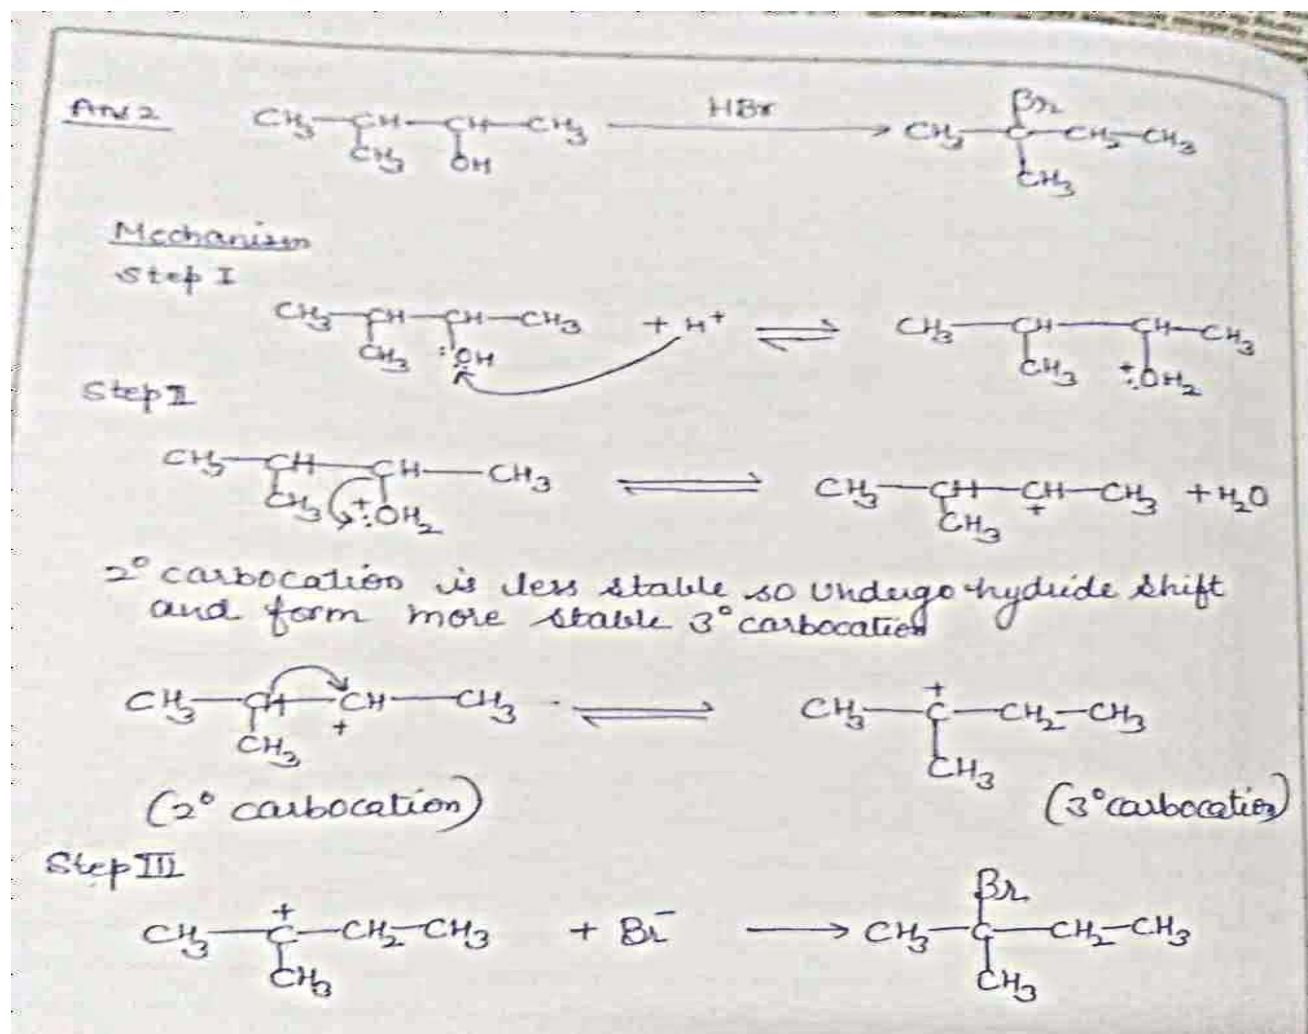 Ans 2
CH3—CH—CH—CH3 HBr → CH3—C—CH2—CH3
CH3 OH Br CH3
Mechanism
Step I
CH3—CH—CH—CH3 + H+ ⇌ CH3—CH—CH—CH3
CH3 :OH CH3 +:OH2
Step II
CH3—CH—CH—CH3 ⇌ CH3—CH—CH—CH3 + H2O
CH3 +:OH2 CH3 +
2° carbocation is less stable so undergo hydride shift
and form more stable 3° carbocation
CH3—CH—CH—CH3 ⇌ CH3—C—CH2—CH3
CH3 + + CH3
(2° carbocation) (3° carbocation)
Step III
CH3—C—CH2—CH3 + Br- → CH3—C—CH2—CH3
+ CH3 Br CH3